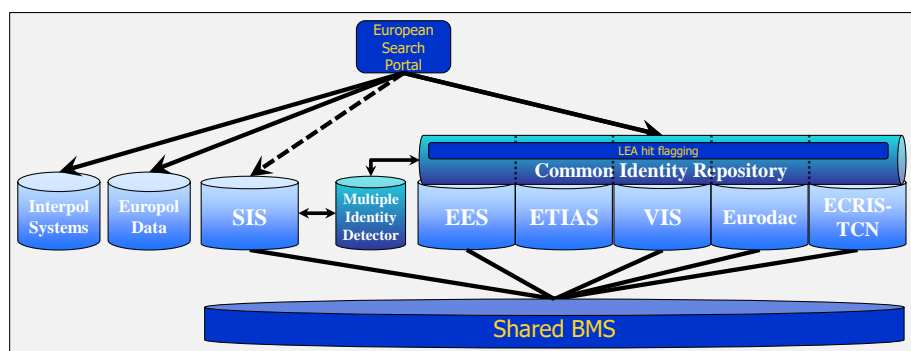 European
Search
Portal
LEA hit flagging
Common Identity Repository
Interpol
Systems
Europol
Data
SIS
Multiple
Identity
Detector
EES
ETIAS
VIS
Eurodac
ECRIS-
TCN
Shared BMS